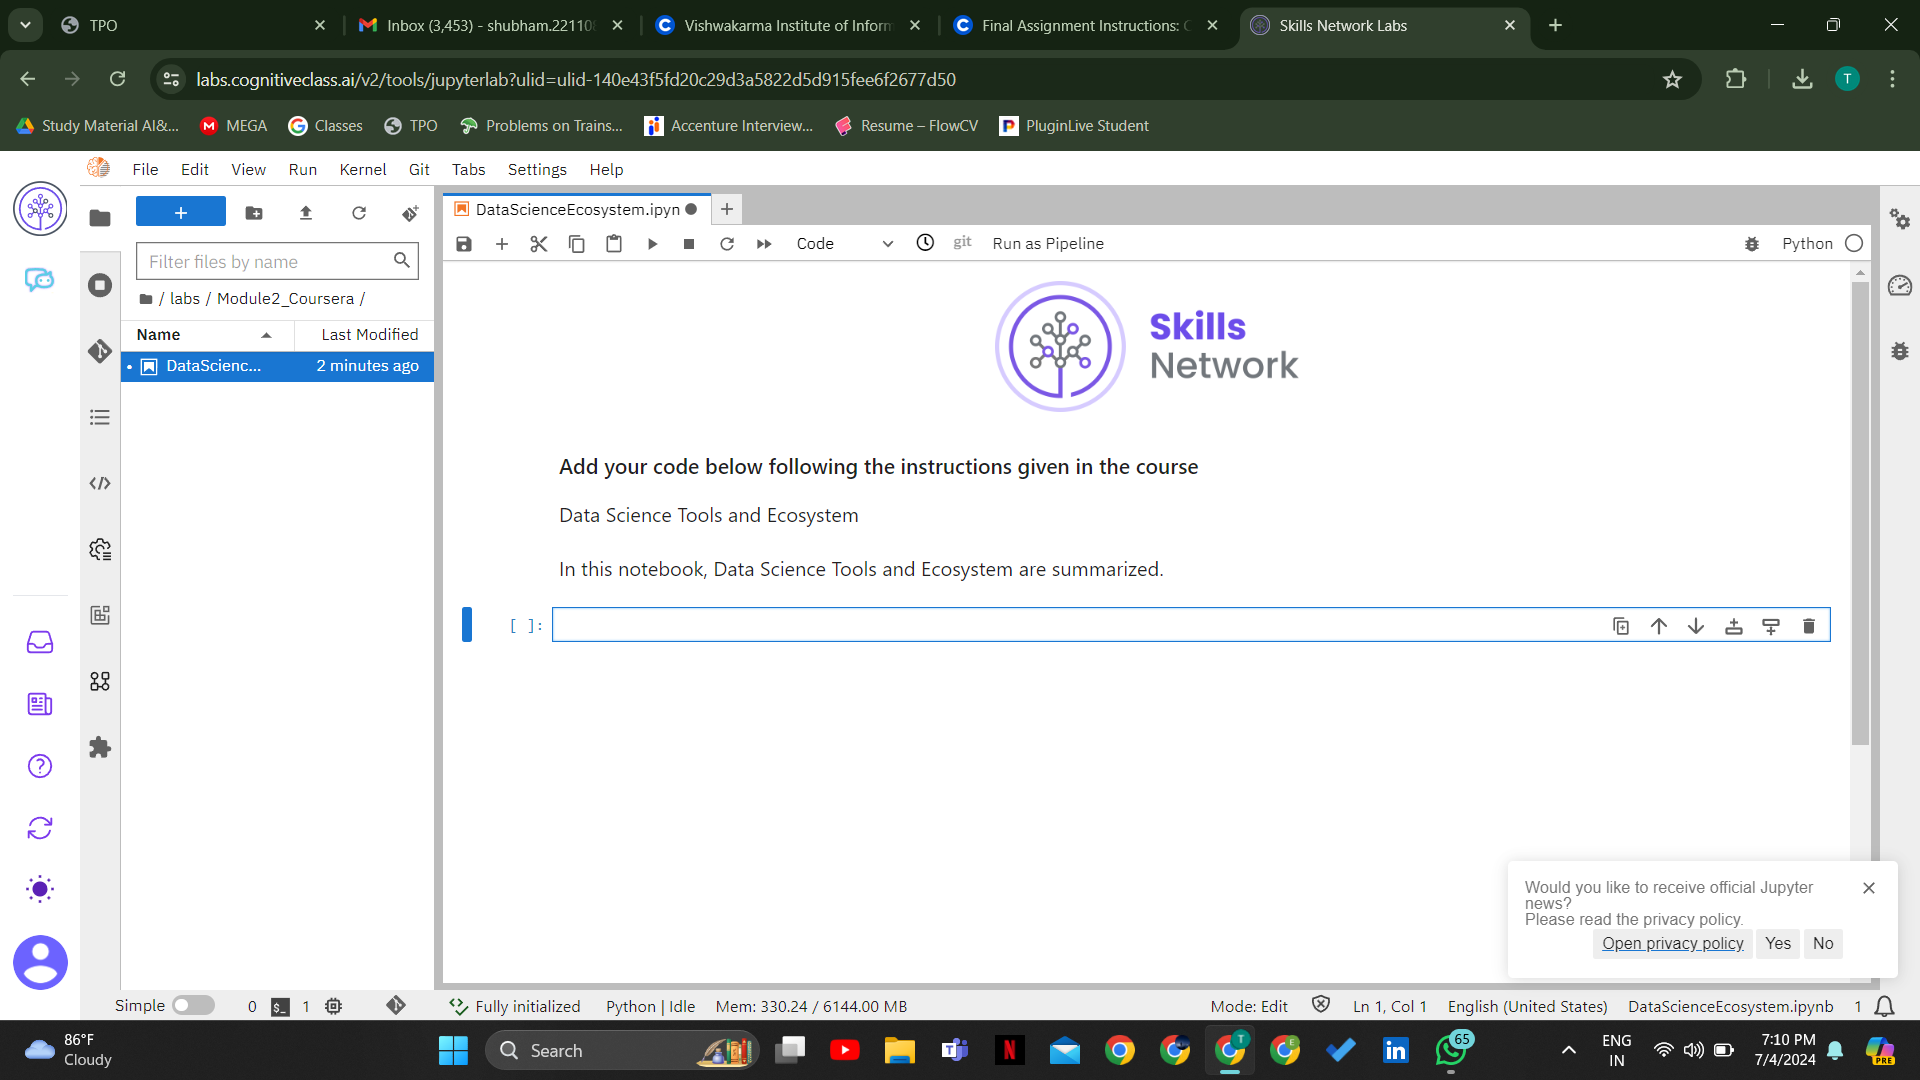 TPO
Inbox (3,453) - shubham.22110
Vishwakarma Institute of Inform
Final Assignment Instructions: C
Skills Network Labs
labs.cognitiveclass.ai/v2/tools/jupyterlab?ulid=ulid-140e43f5fd20c29d3a5822d5d915fee6f2677d50
T
Study Material AI&...
MEGA
Classes
TPO
Problems on Trains...
Accenture Interview...
Resume – FlowCV
PluginLive Student
File Edit View Run Kernel Git Tabs Settings Help
DataScienceEcosystem.ipyn
Code
git
Run as Pipeline
Python
Filter files by name
/ labs / Module2_Coursera /
Name
Last Modified
DataScienc...
2 minutes ago
Skills
Network
Add your code below following the instructions given in the course
Data Science Tools and Ecosystem
In this notebook, Data Science Tools and Ecosystem are summarized.
[ ]:
Would you like to receive official Jupyter
news?
Please read the privacy policy.
Open privacy policy
Yes
No
Simple
0
1
Fully initialized
Python | Idle
Mem: 330.24 / 6144.00 MB
Mode: Edit
Ln 1, Col 1
English (United States)
DataScienceEcosystem.ipynb
1
86°F
Cloudy
Search
T
E
65
ENG
IN
7:10 PM
7/4/2024
PRE